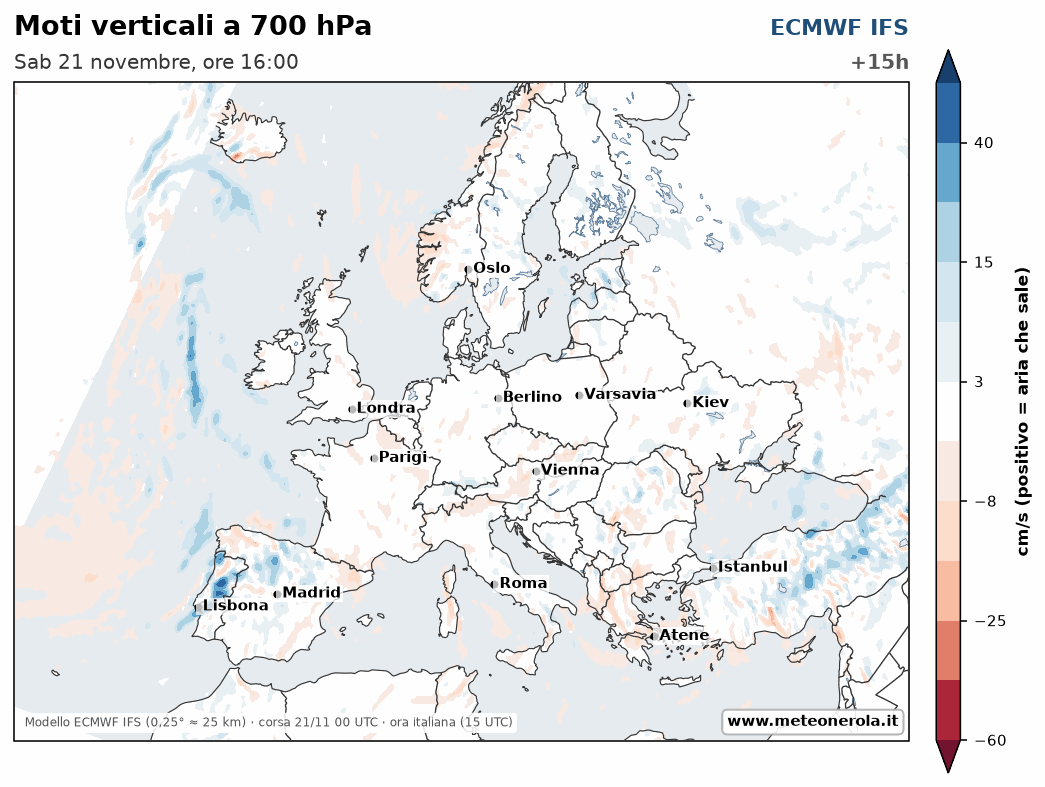 Moti verticali a 700 hPa
ECMWF IFS
Sab 21 novembre, ore 16:00
+15h
40
15
3
−8
−25
−60
cm/s (positivo = aria che sale)
Oslo
Londra
Berlino
Varsavia
Kiev
Parigi
Vienna
Istanbul
Roma
Madrid
Lisbona
Atene
Modello ECMWF IFS (0,25° ≈ 25 km) · corsa 21/11 00 UTC · ora italiana (15 UTC)
www.meteonerola.it